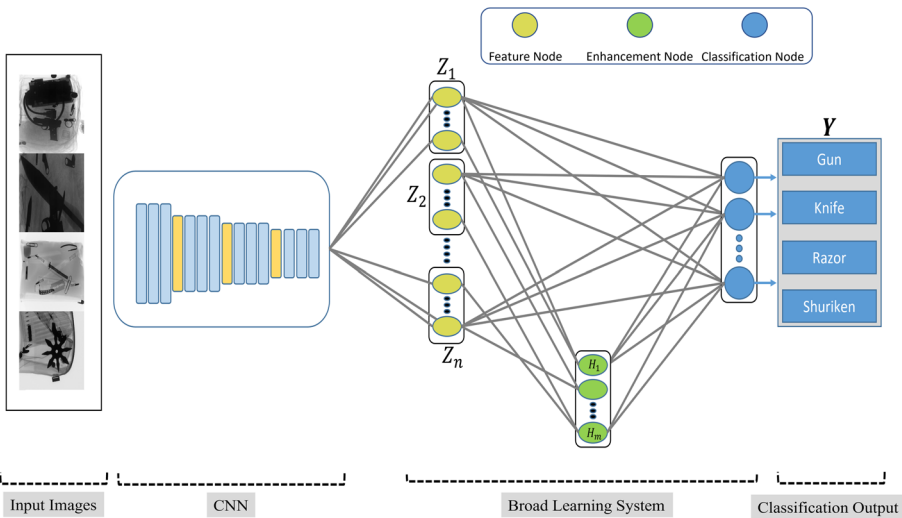 Feature Node
Enhancement Node
Classification Node
Z1
Z2
Zn
H1
Hm
Y
Gun
Knife
Razor
Shuriken
Input Images
CNN
Broad Learning System
Classification Output